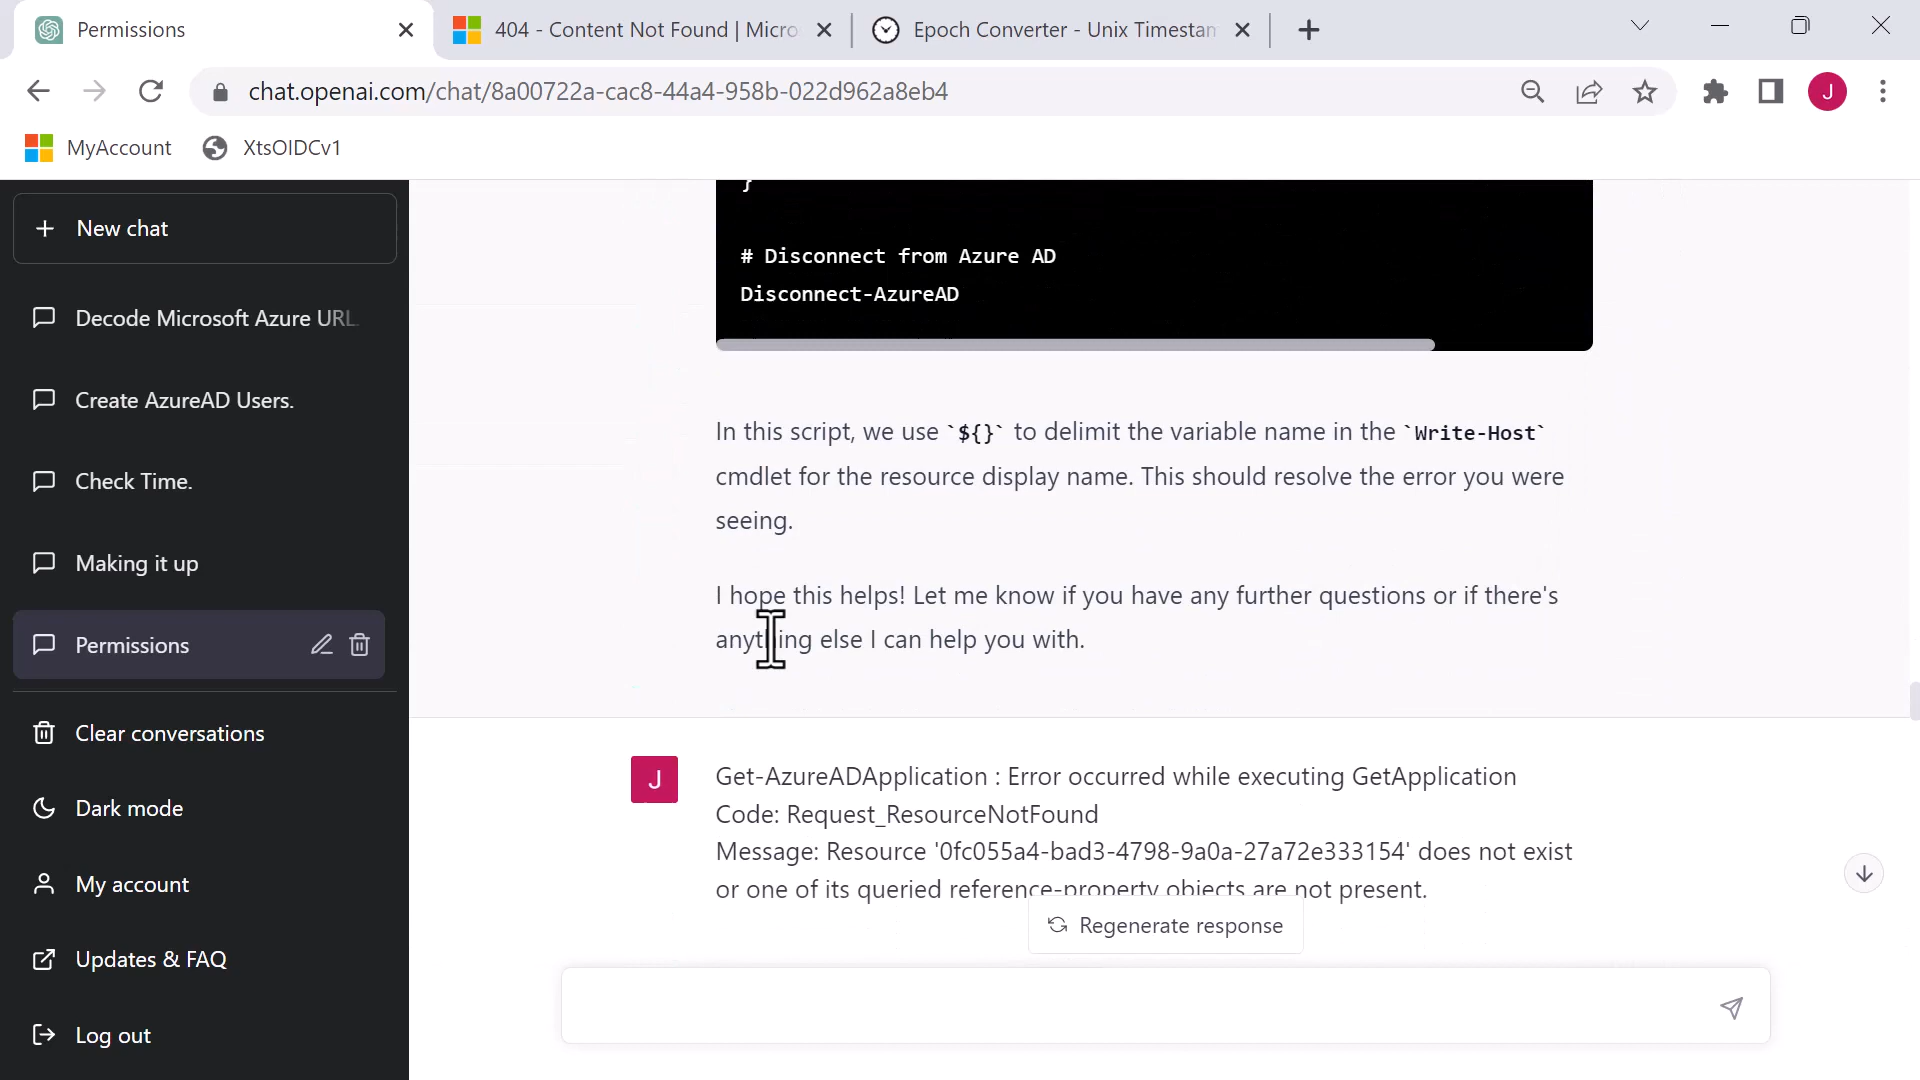 Permissions
404 - Content Not Found | Micro
Epoch Converter - Unix Timestam
chat.openai.com/chat/8a00722a-cac8-44a4-958b-022d962a8eb4
J
MyAccount
XtsOIDCv1
New chat
Decode Microsoft Azure URL.
Create AzureAD Users.
Check Time.
Making it up
Permissions
Clear conversations
Dark mode
My account
Updates & FAQ
Log out
}
# Disconnect from Azure AD
Disconnect-AzureAD
In this script, we use `${}` to delimit the variable name in the `Write-Host`
cmdlet for the resource display name. This should resolve the error you were
seeing.
I hope this helps! Let me know if you have any further questions or if there's
anything else I can help you with.
J
Get-AzureADApplication : Error occurred while executing GetApplication
Code: Request_ResourceNotFound
Message: Resource '0fc055a4-bad3-4798-9a0a-27a72e333154' does not exist
or one of its queried reference-property objects are not present.
Regenerate response